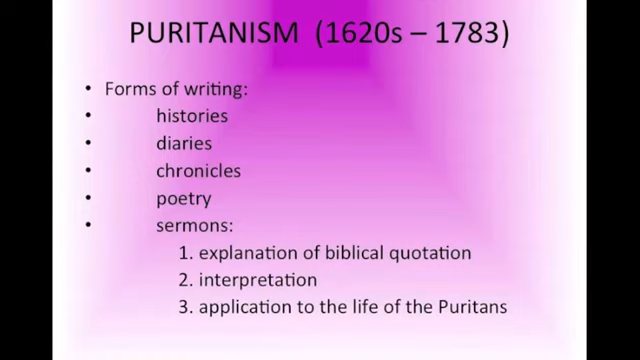 PURITANISM (1620s – 1783)
• Forms of writing:
• histories
• diaries
• chronicles
• poetry
• sermons:
1. explanation of biblical quotation
2. interpretation
3. application to the life of the Puritans